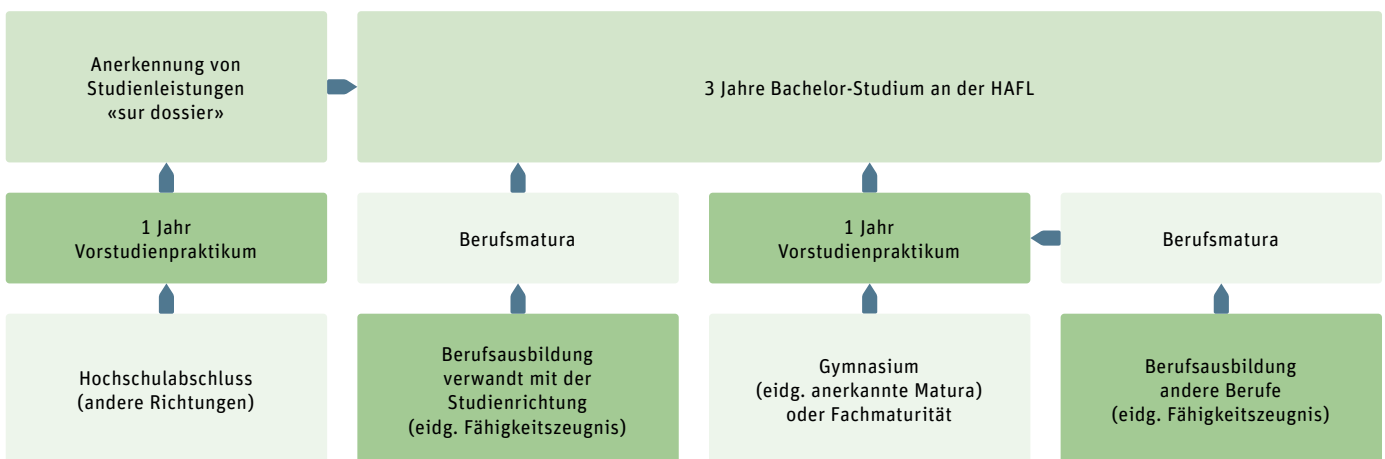 Anerkennung von
Studienleistungen
«sur dossier»
3 Jahre Bachelor-Studium an der HAFL
1 Jahr
Vorstudienpraktikum
Berufsmatura
1 Jahr
Vorstudienpraktikum
Berufsmatura
Hochschulabschluss
(andere Richtungen)
Berufsausbildung
verwandt mit der
Studienrichtung
(eidg. Fähigkeitszeugnis)
Gymnasium
(eidg. anerkannte Matura)
oder Fachmaturität
Berufsausbildung
andere Berufe
(eidg. Fähigkeitszeugnis)